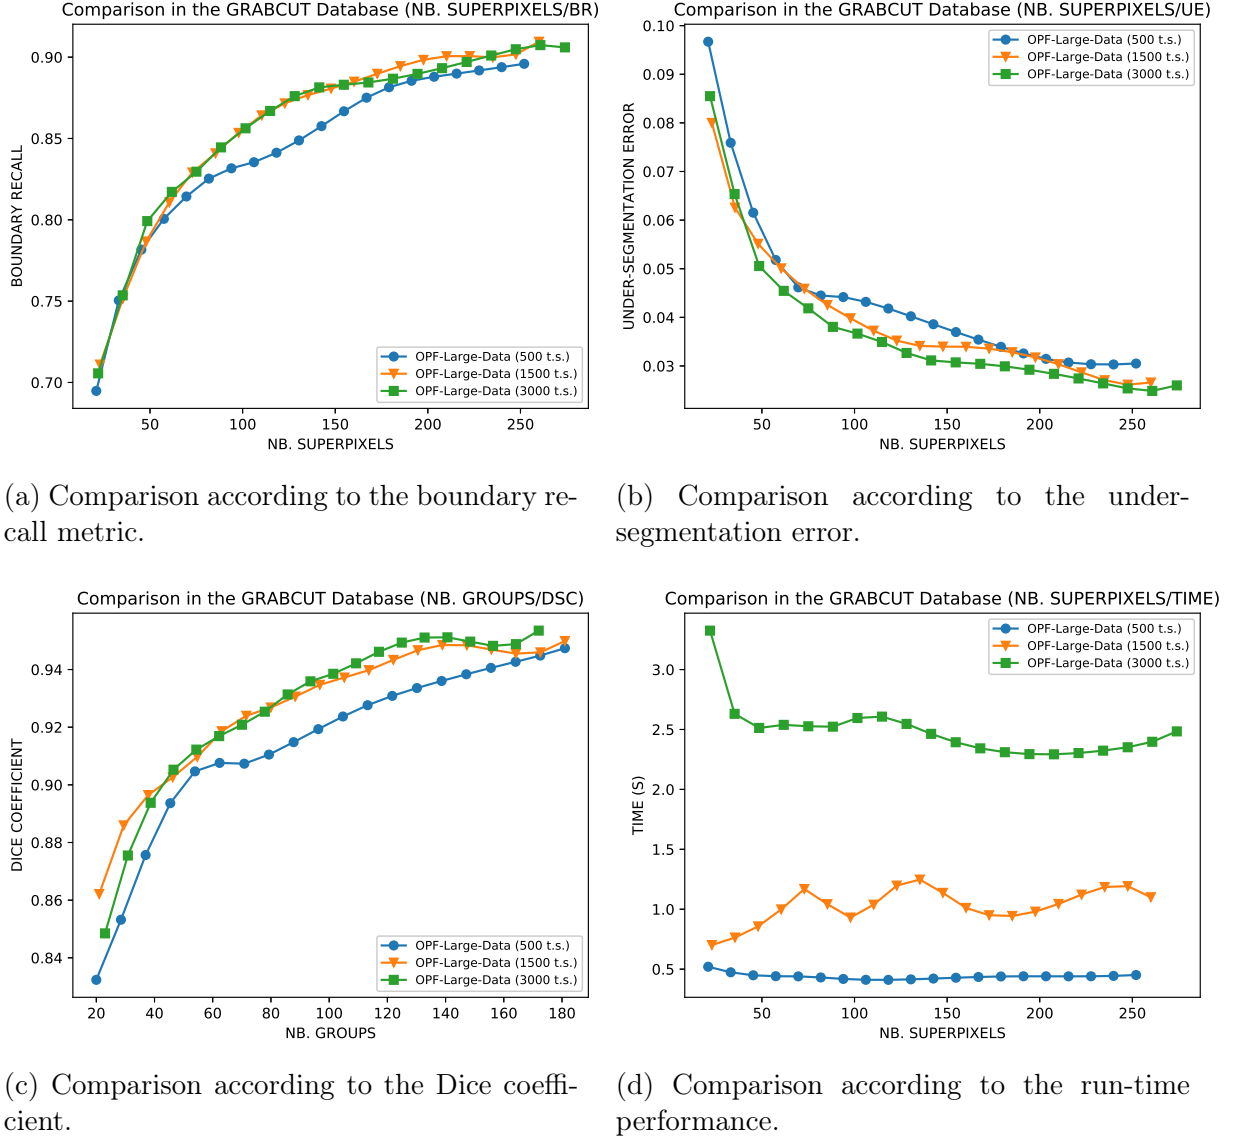 Comparison in the GRABCUT Database (NB. SUPERPIXELS/BR)
BOUNDARY RECALL
0.90
0.85
0.80
0.75
0.70
OPF-Large-Data (500 t.s.)
OPF-Large-Data (1500 t.s.)
OPF-Large-Data (3000 t.s.)
50 100 150 200 250
NB. SUPERPIXELS
(a) Comparison according to the boundary re-
call metric.
Comparison in the GRABCUT Database (NB. SUPERPIXELS/UE)
UNDER-SEGMENTATION ERROR
0.10
0.09
0.08
0.07
0.06
0.05
0.04
0.03
OPF-Large-Data (500 t.s.)
OPF-Large-Data (1500 t.s.)
OPF-Large-Data (3000 t.s.)
50 100 150 200 250
NB. SUPERPIXELS
(b) Comparison according to the under-
segmentation error.
Comparison in the GRABCUT Database (NB. GROUPS/DSC)
DICE COEFFICIENT
0.94
0.92
0.90
0.88
0.86
0.84
OPF-Large-Data (500 t.s.)
OPF-Large-Data (1500 t.s.)
OPF-Large-Data (3000 t.s.)
20 40 60 80 100 120 140 160 180
NB. GROUPS
(c) Comparison according to the Dice coeffi-
cient.
Comparison in the GRABCUT Database (NB. SUPERPIXELS/TIME)
TIME (S)
3.0
2.5
2.0
1.5
1.0
0.5
OPF-Large-Data (500 t.s.)
OPF-Large-Data (1500 t.s.)
OPF-Large-Data (3000 t.s.)
50 100 150 200 250
NB. SUPERPIXELS
(d) Comparison according to the run-time
performance.